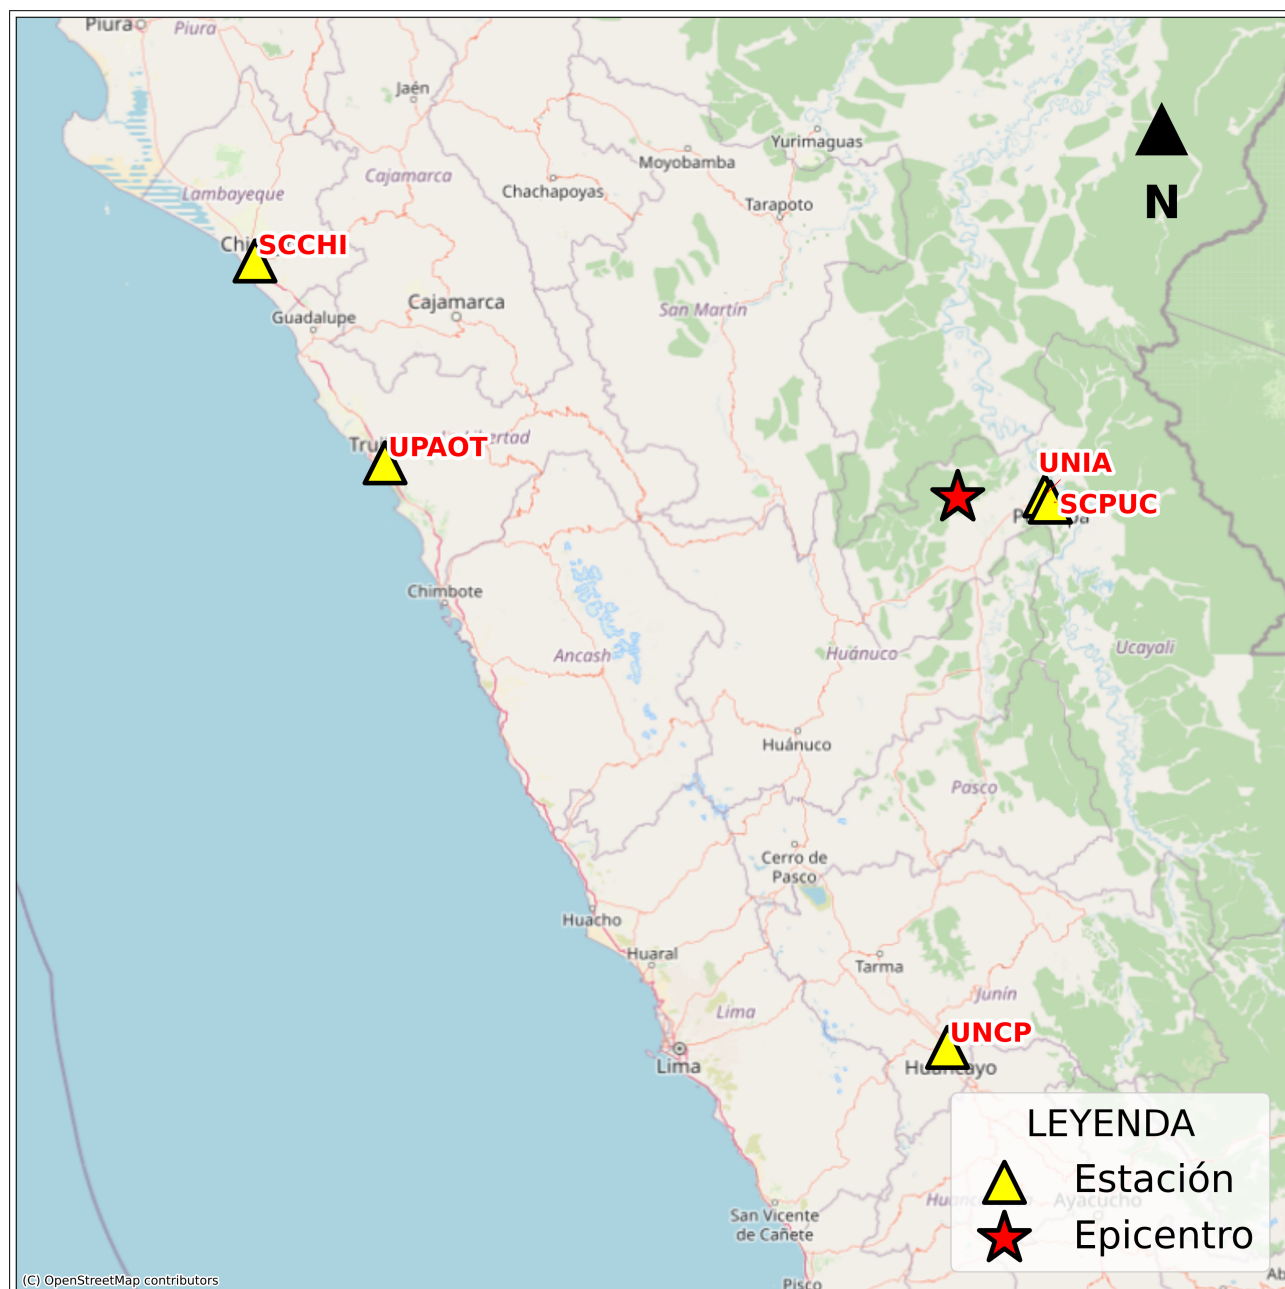 Piura
Piura
Jaén
Yurimaguas
Moyobamba
Cajamarca
Chachapoyas
Lambayeque
Tarapoto
N
SCCHI
Cajamarca
San Martín
Guadalupe
UPAOT
UNIA
SCPUC
Chimbote
Ancash
Huánuco
Ucayali
Huánuco
Pasco
Cerro de
Pasco
Huacho
Huaral
Tarma
Junín
Lima
UNCP
Lima
LEYENDA
Estación
Ayacucho
San Vicente
de Cañete
Epicentro
Pisco
(C) OpenStreetMap contributors